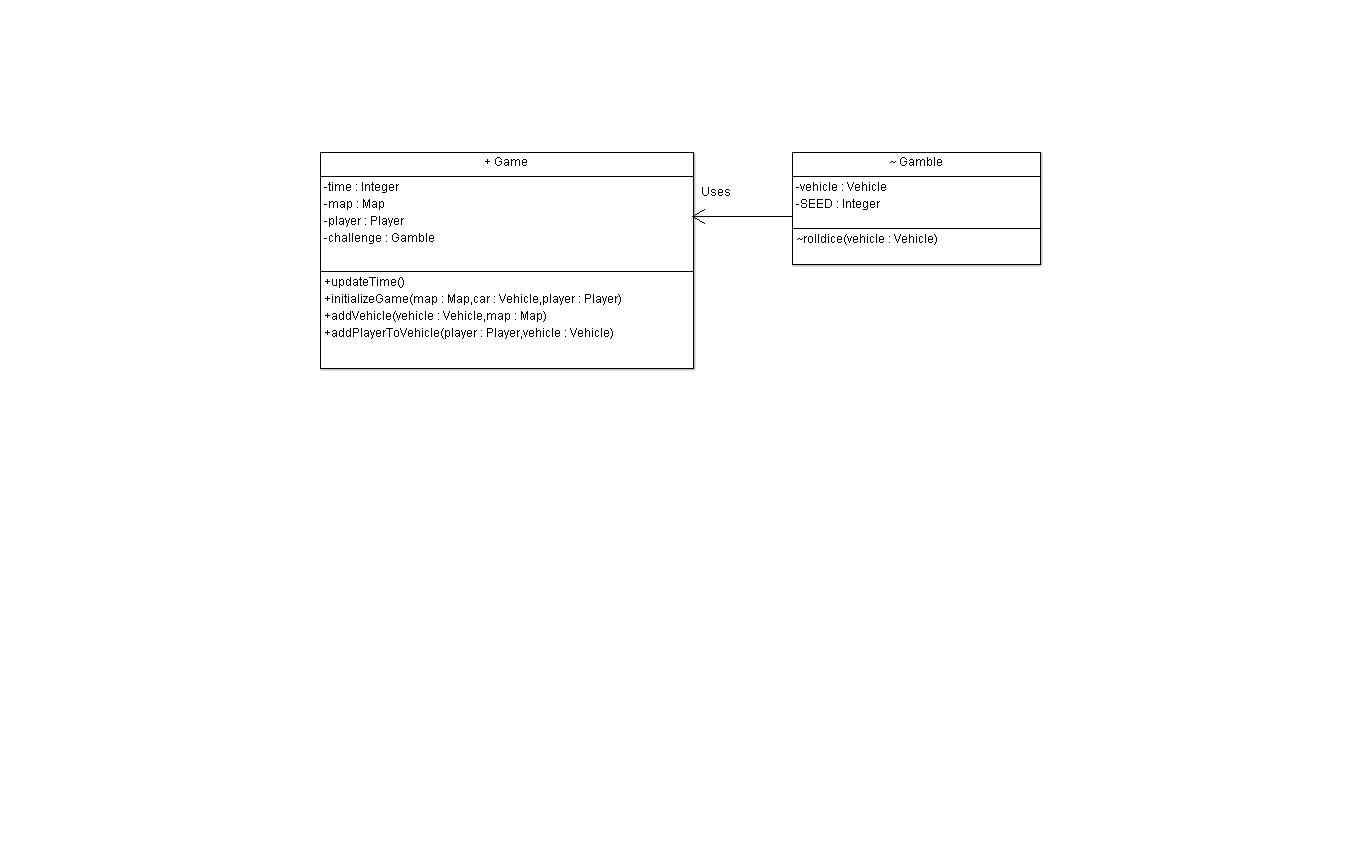 + Game
-time : Integer
-map : Map
-player : Player
-challenge : Gamble
+updateTime()
+initializeGame(map : Map,car : Vehicle,player : Player)
+addVehicle(vehicle : Vehicle,map : Map)
+addPlayerToVehicle(player : Player,vehicle : Vehicle)
Uses
~ Gamble
-vehicle : Vehicle
-SEED : Integer
~rolldice(vehicle : Vehicle)